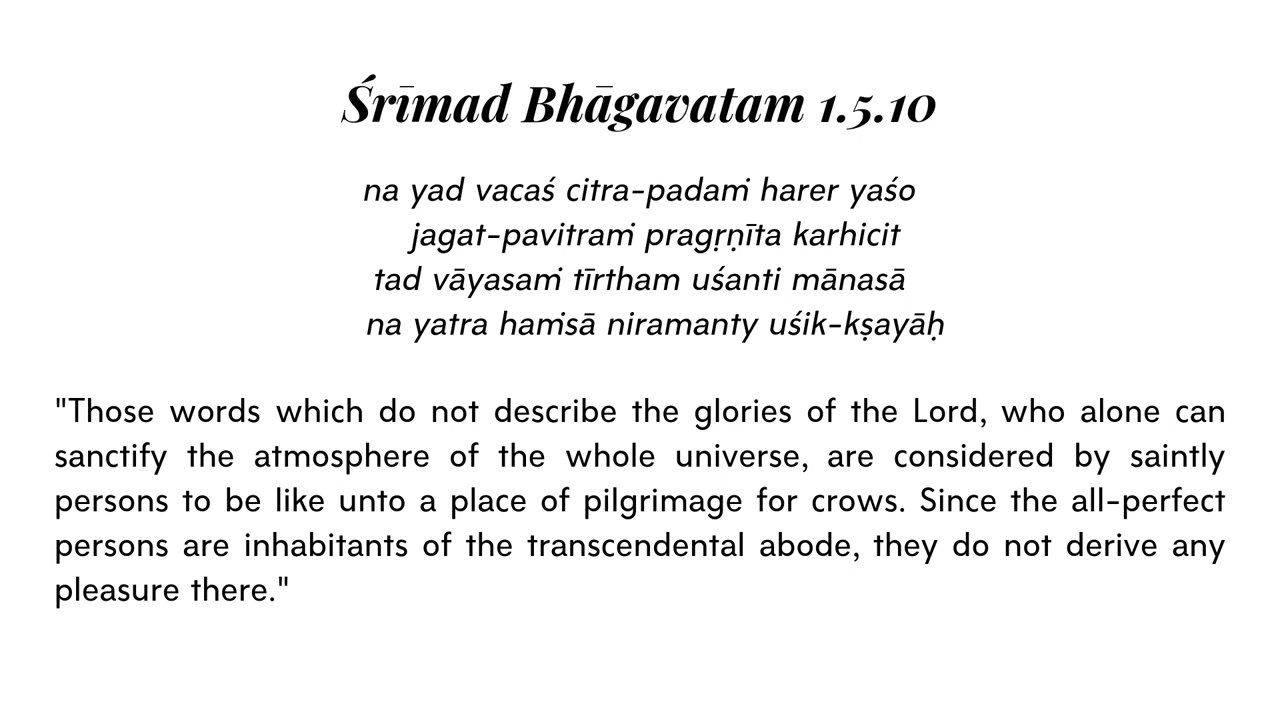 Śrīmad Bhāgavatam 1.5.10
na yad vacaś citra-padaṁ harer yaśo
jagat-pavitraṁ pragṛṇīta karhicit
tad vāyasaṁ tīrtham uśanti mānasā
na yatra haṁsā niramanty uśik-kṣayāḥ
"Those words which do not describe the glories of the Lord, who alone can
sanctify the atmosphere of the whole universe, are considered by saintly
persons to be like unto a place of pilgrimage for crows. Since the all-perfect
persons are inhabitants of the transcendental abode, they do not derive any
pleasure there."